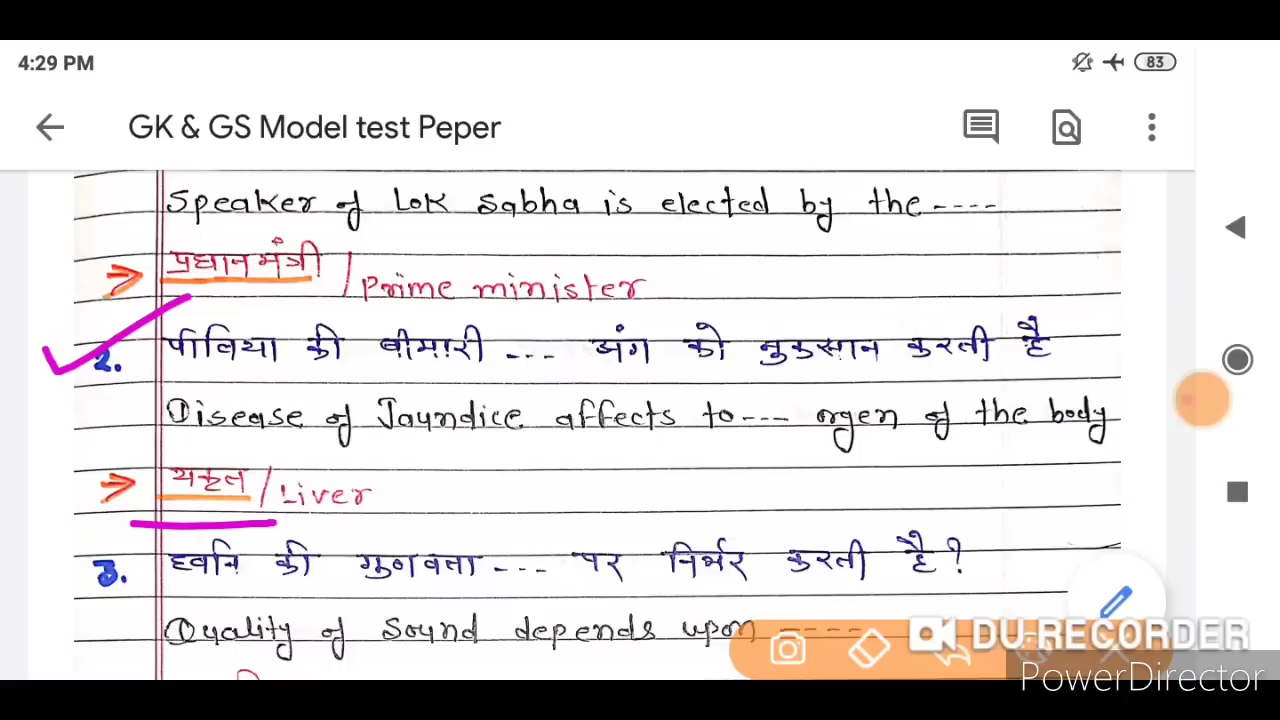 4:29 PM
83
GK & GS Model test Peper
Speaker of Lok Sabha is elected by the ----
प्रधानमंत्री / Prime minister
2. पीलिया की बीमारी --- अंग को नुकसान करती है
Disease of Jaundice affects to --- orgen of the body
यकृत / Liver
3. ध्वनि की गुणवता --- पर निर्भर करती है ?
Quality of Sound depends upon ----
DU RECORDER
PowerDirector